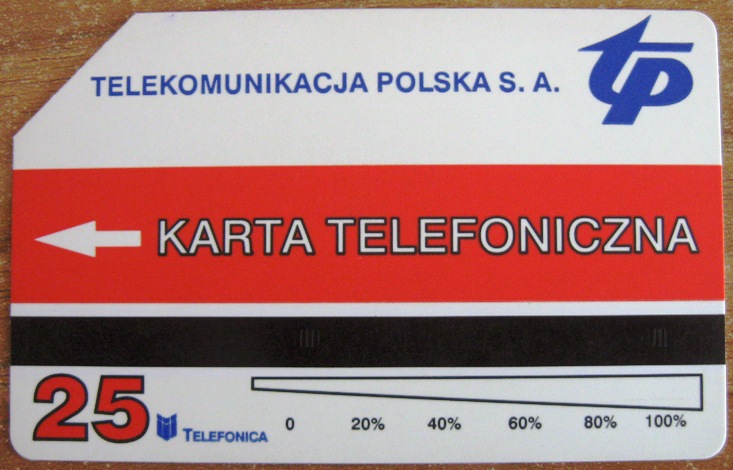 TELEKOMUNIKACJA POLSKA S. A.
TP
KARTA TELEFONICZNA
25
TELEFONICA
0 20% 40% 60% 80% 100%